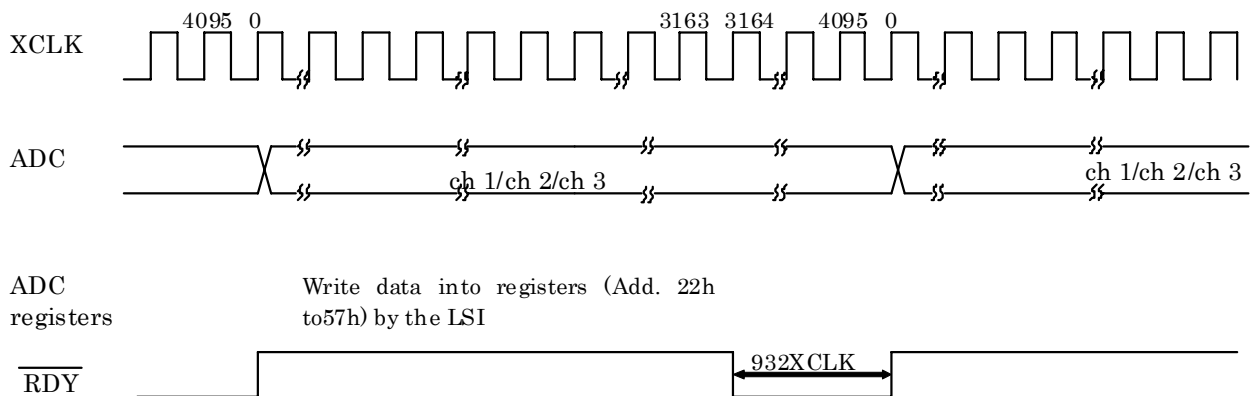 4095 0 3163 3164 4095 0
XCLK
ADC
ch 1/ch 2/ch 3 ch 1/ch 2/ch 3
ADC
registers
Write data into registers (Add. 22h
to57h) by the LSI
RDY
932XCLK